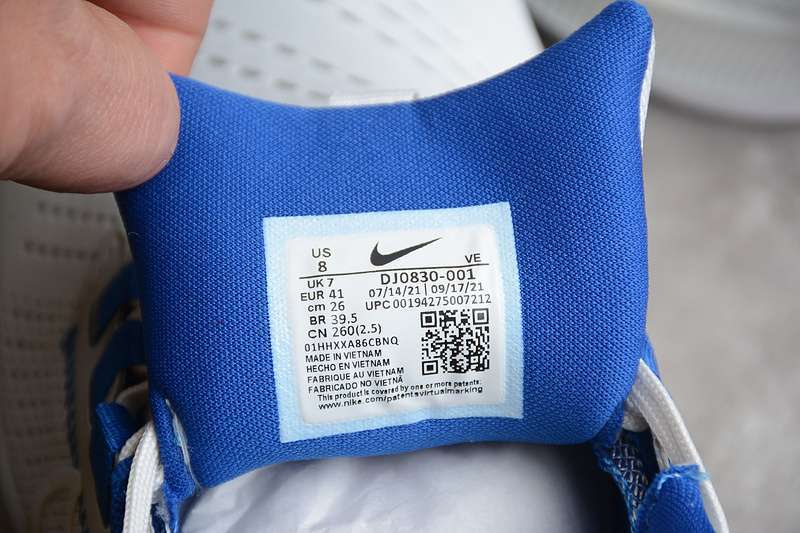 US
8
VE
UK 7
DJ0830-001
EUR 41
07/14/21 | 09/17/21
cm 26
UPC 00194275007212
BR 39.5
CN 260(2.5)
01HHXXA86CBNQ
MADE IN VIETNAM
HECHO EN VIETNAM
FABRIQUE AU VIETNAM
FABRICADO NO VIETNÃ
This product is covered by one or more patents.
www.nike.com/patentsvirtualmarking